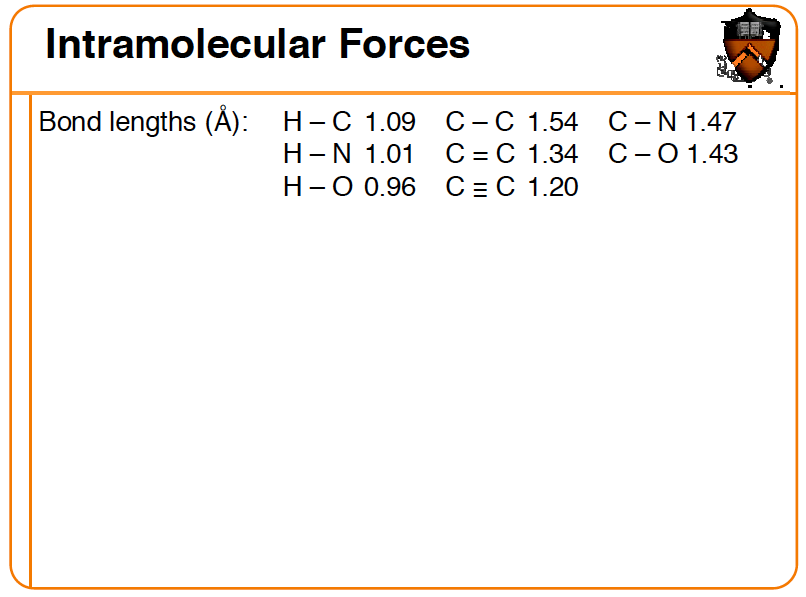 Intramolecular Forces
Bond lengths (Å): H – C 1.09 C – C 1.54 C – N 1.47
H – N 1.01 C = C 1.34 C – O 1.43
H – O 0.96 C ≡ C 1.20